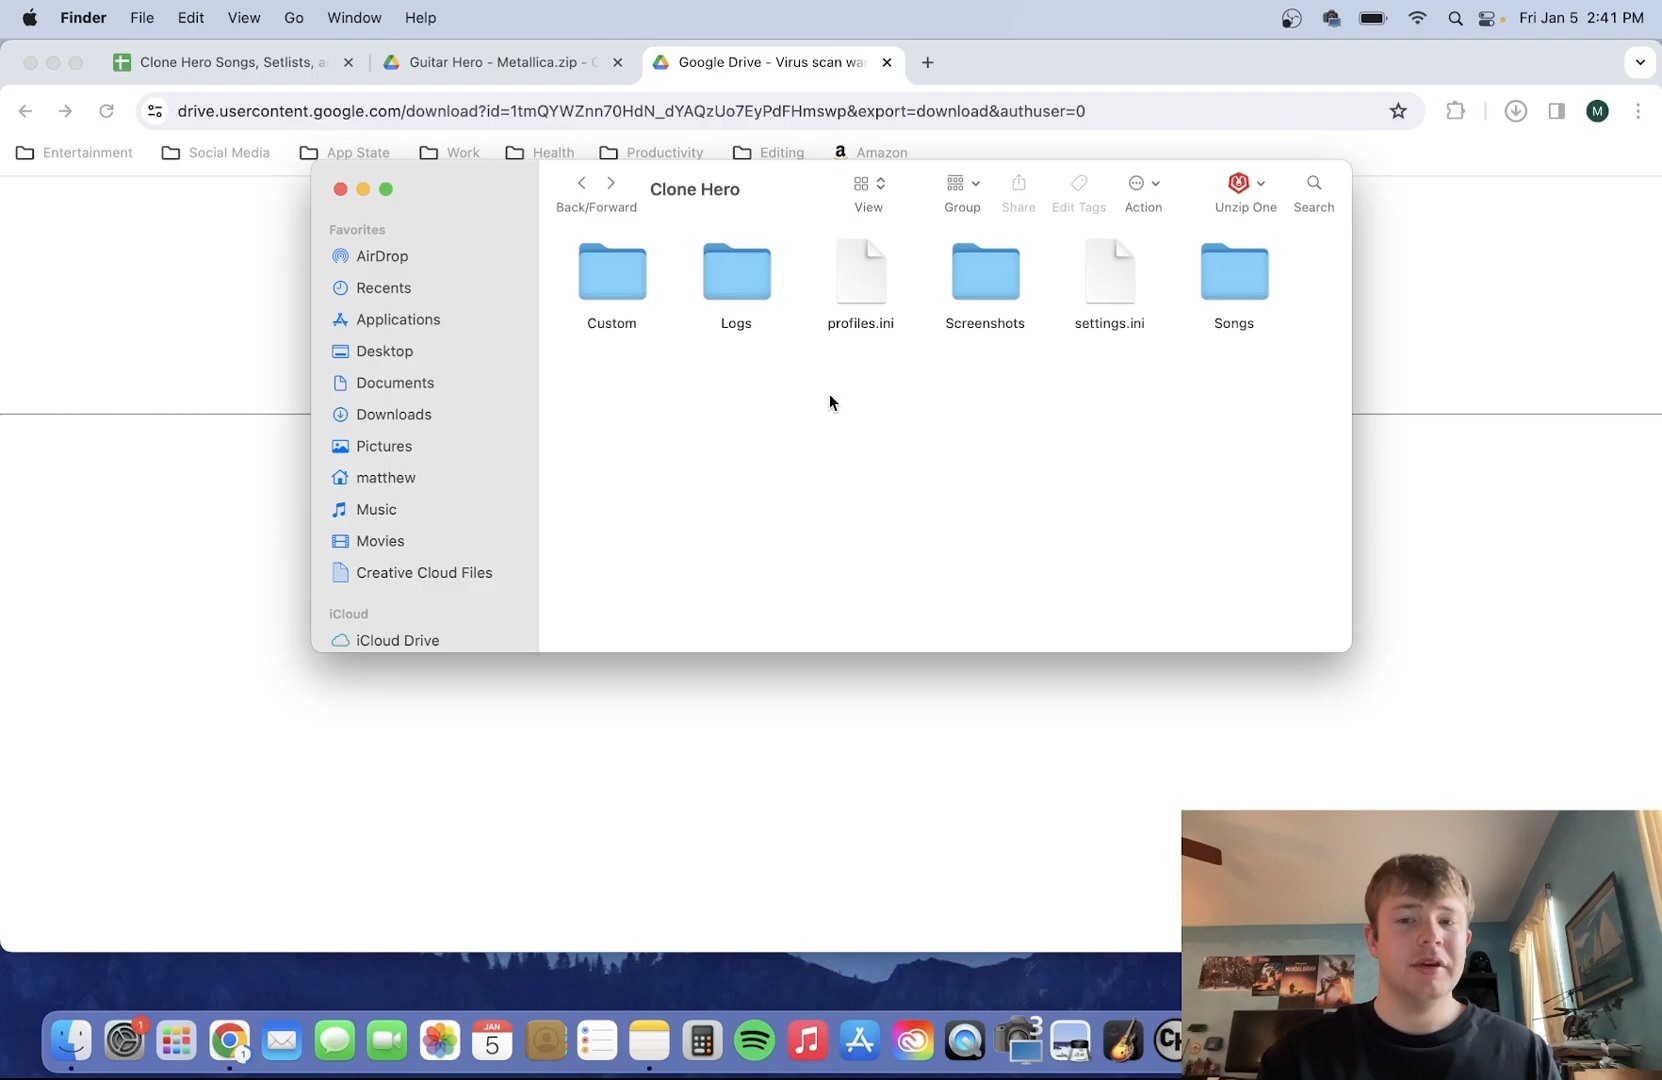 Finder File Edit View Go Window Help Fri Jan 5 2:41 PM
Clone Hero Songs, Setlists, a Guitar Hero - Metallica.zip - G Google Drive - Virus scan wa
drive.usercontent.google.com/download?id=1tmQYWZnn70HdN_dYAQzUo7EyPdFHmswp&export=download&authuser=0 M
Entertainment Social Media App State Work Health Productivity Editing a Amazon
Clone Hero
Back/Forward View Group Share Edit Tags Action Unzip One Search
Favorites
AirDrop
Recents
Applications
Desktop
Documents
Downloads
Pictures
matthew
Music
Movies
Creative Cloud Files
iCloud
iCloud Drive
Custom Logs profiles.ini Screenshots settings.ini Songs
1 1 JAN 5 3 CH